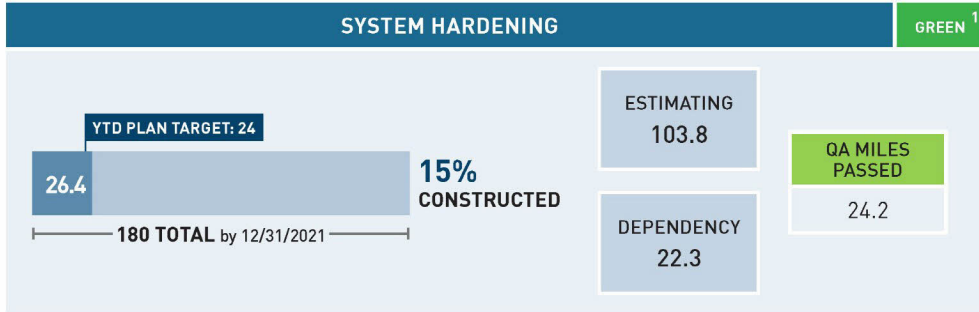 SYSTEM HARDENING
GREEN 1
YTD PLAN TARGET: 24
26.4
15%
CONSTRUCTED
180 TOTAL by 12/31/2021
ESTIMATING
103.8
DEPENDENCY
22.3
QA MILES
PASSED
24.2